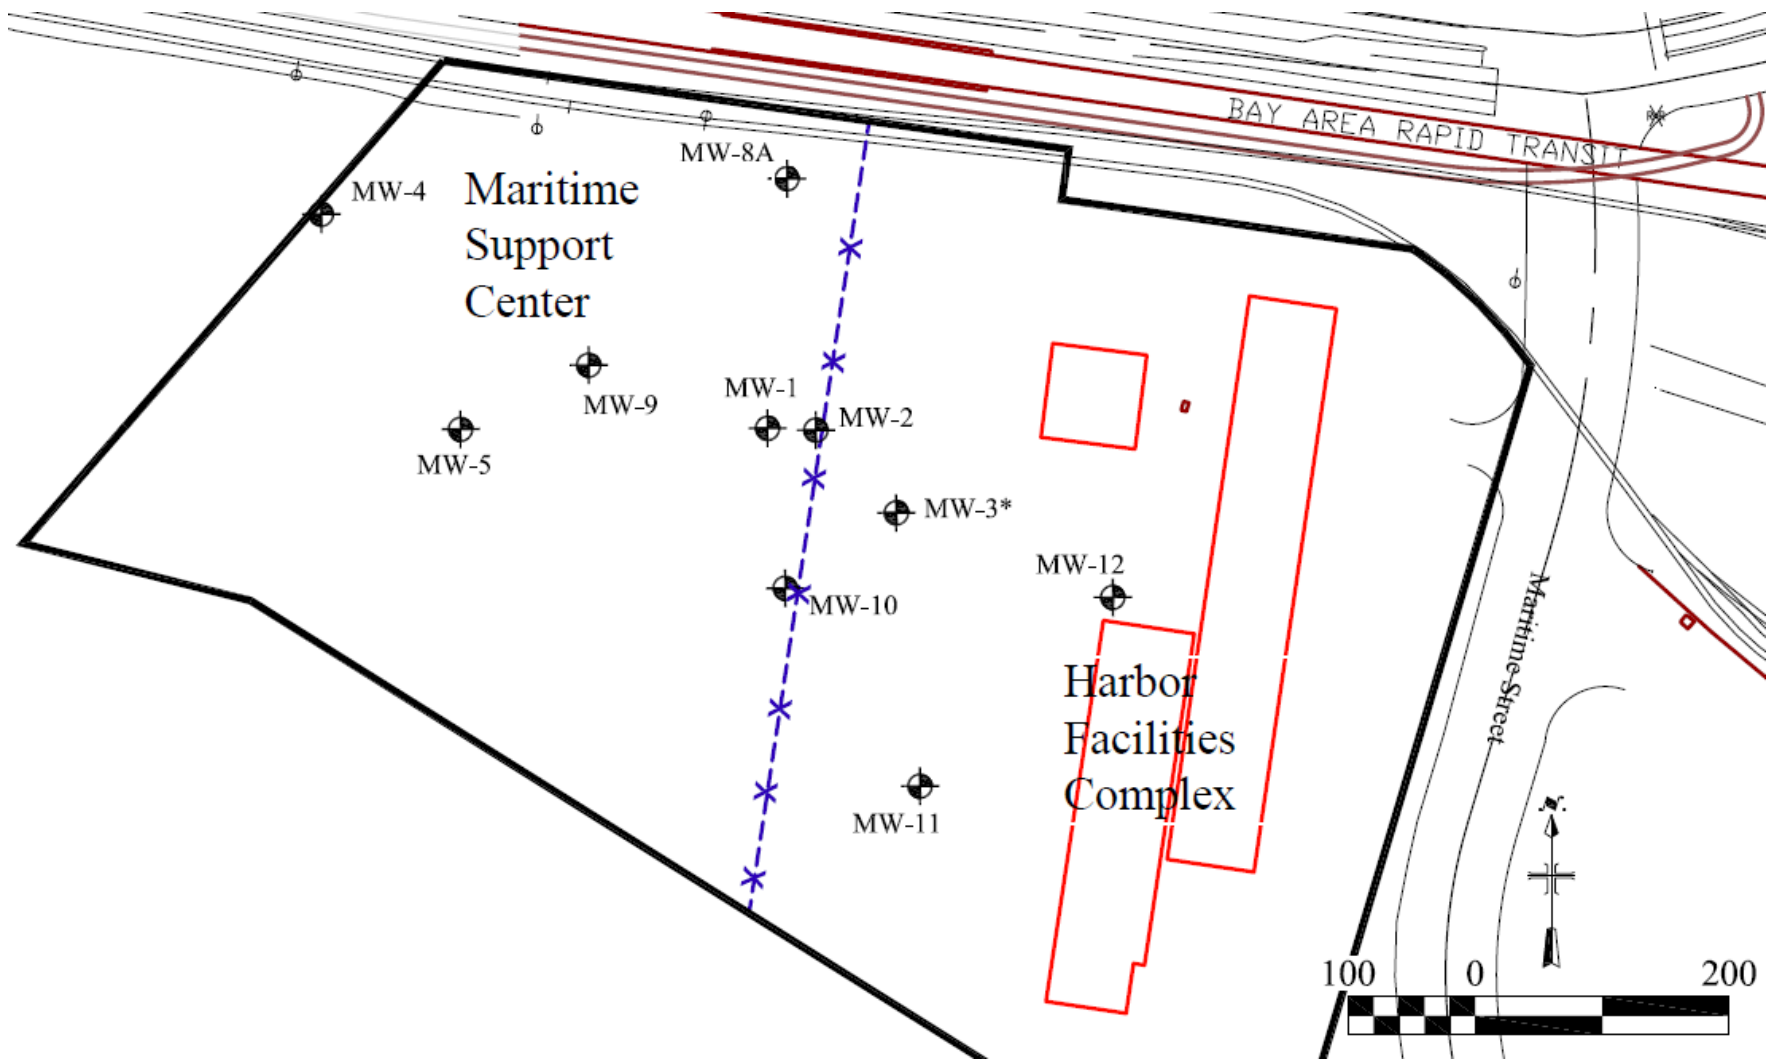 BAY AREA RAPID TRANSIT
MW-8A
MW-4
Maritime
Support
Center
MW-1
MW-9
MW-2
MW-5
MW-3*
MW-12
MW-10
Maritime Street
Harbor
Facilities
Complex
MW-11
100 0 200